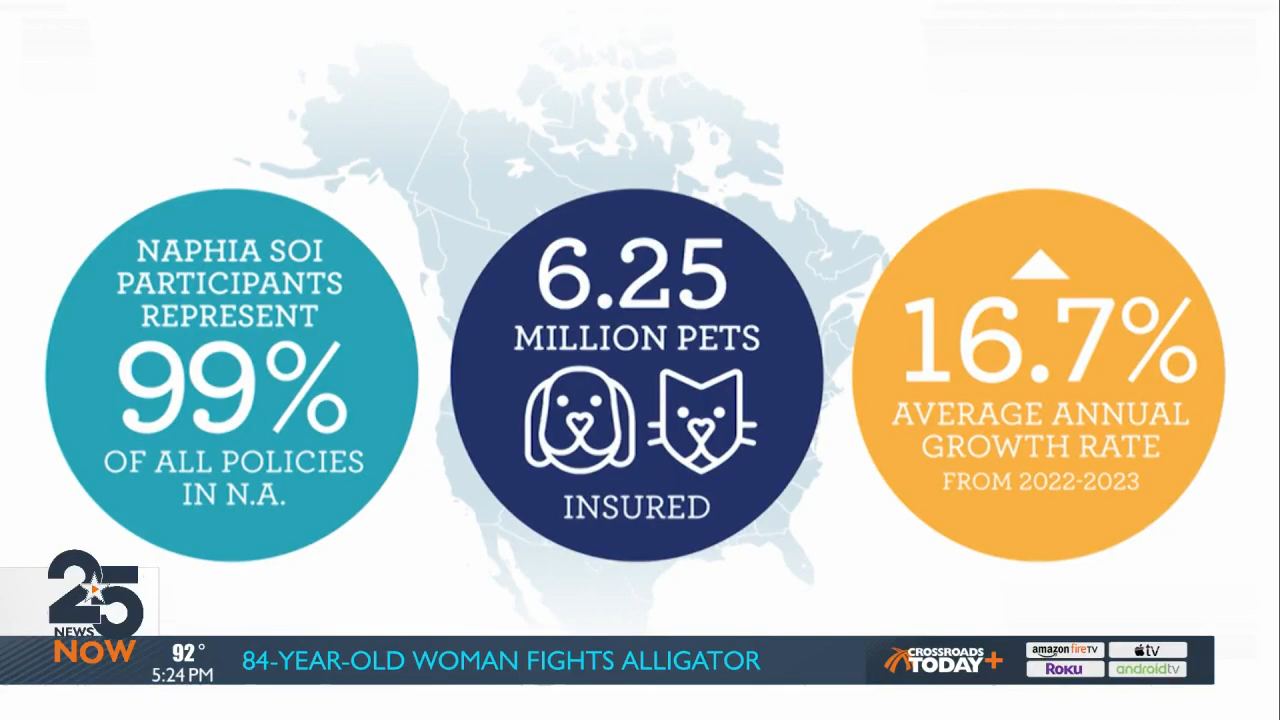 NAPHIA SOI
PARTICIPANTS
REPRESENT
99%
OF ALL POLICIES
IN N.A.
6.25
MILLION PETS
INSURED
16.7%
AVERAGE ANNUAL
GROWTH RATE
FROM 2022-2023
25
NEWS
NOW
92°
5:24 PM
84-YEAR-OLD WOMAN FIGHTS ALLIGATOR
CROSSROADS
TODAY+
amazon fireTV
tv
ROKU
androidtv